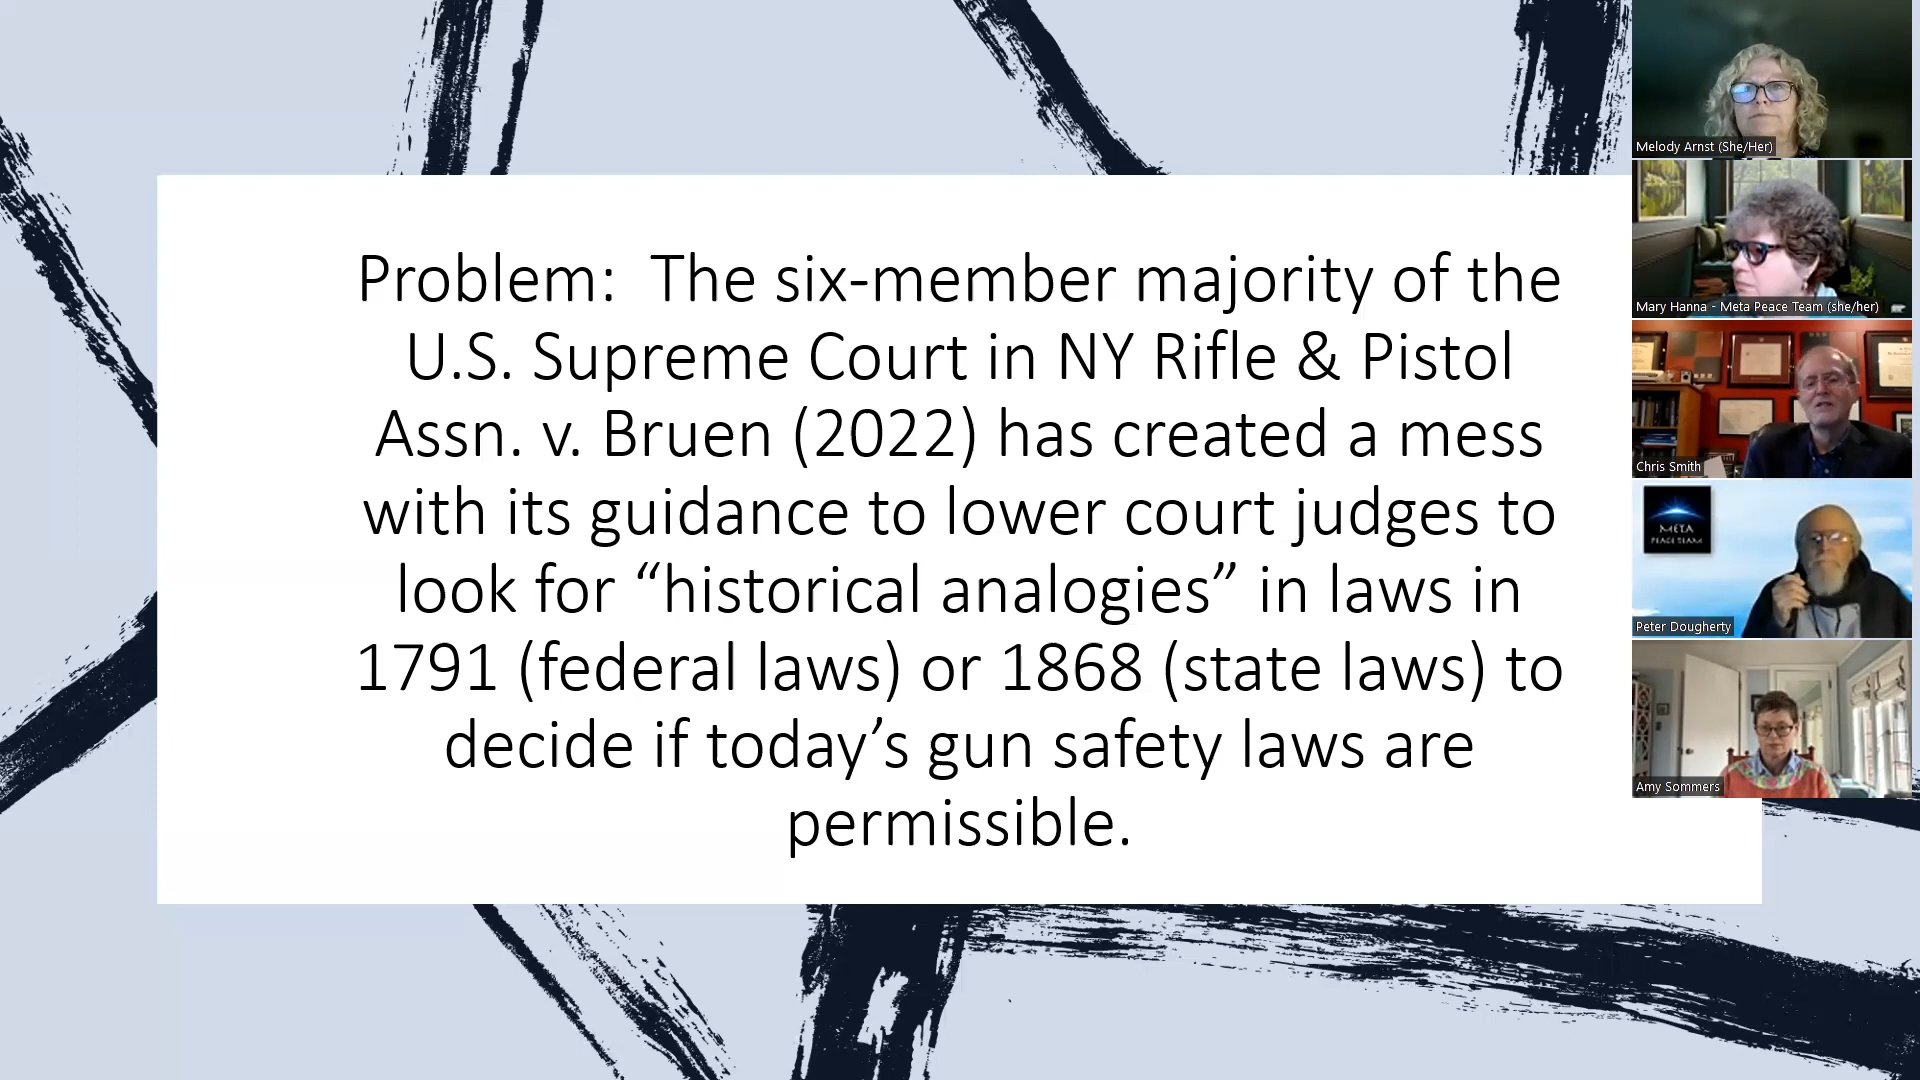 Problem:  The six-member majority of the
U.S. Supreme Court in NY Rifle & Pistol
Assn. v. Bruen (2022) has created a mess
with its guidance to lower court judges to
look for “historical analogies” in laws in
1791 (federal laws) or 1868 (state laws) to
decide if today’s gun safety laws are
permissible.
Melody Arnst (She/Her)
Mary Hanna - Meta Peace Team (she/her)
Chris Smith
META
PEACE TEAM
Peter Dougherty
Amy Sommers